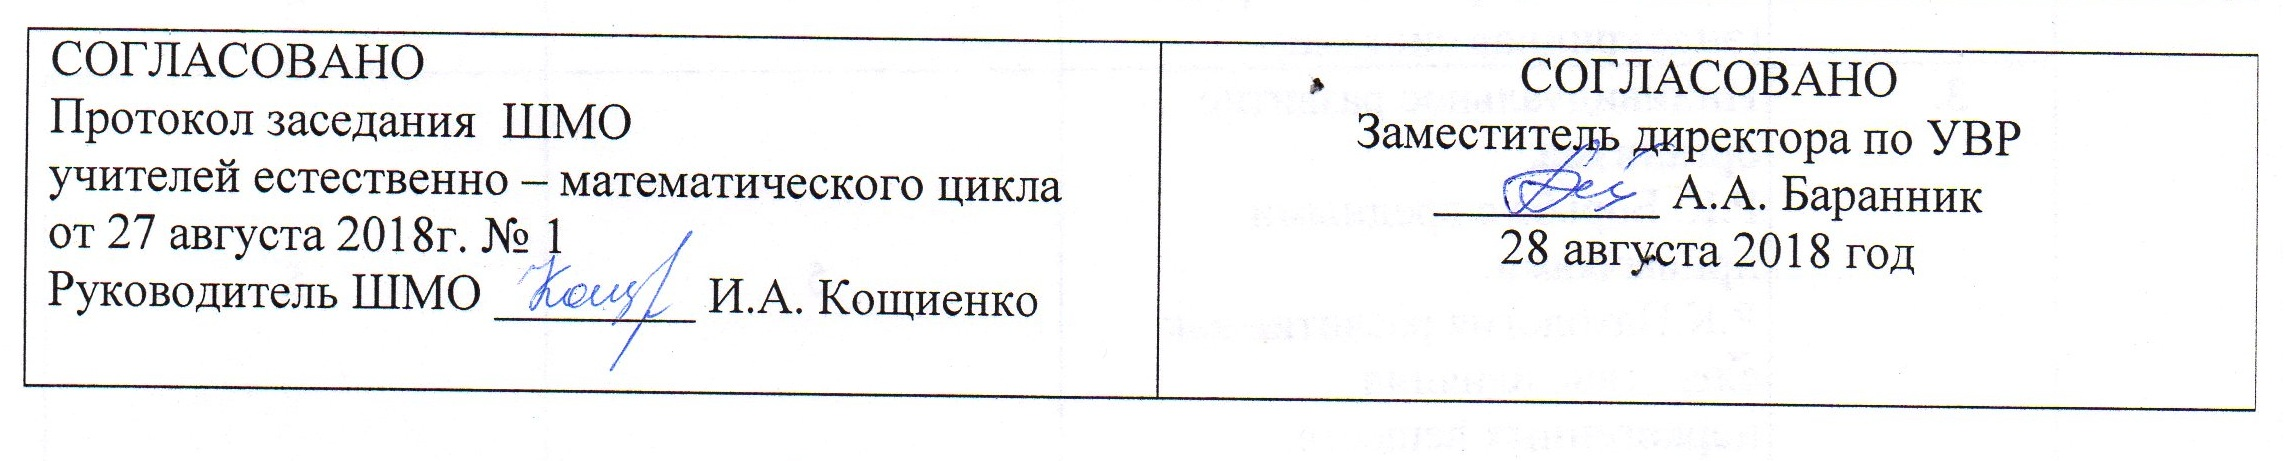 СОГЛАСОВАНО
Протокол заседания ШМО
учителей естественно – математического цикла
от 27 августа 2018г. № 1
Руководитель ШМО _________ И.А. Кощиенко
СОГЛАСОВАНО
Заместитель директора по УВР
__________ А.А. Баранник
28 августа 2018 год